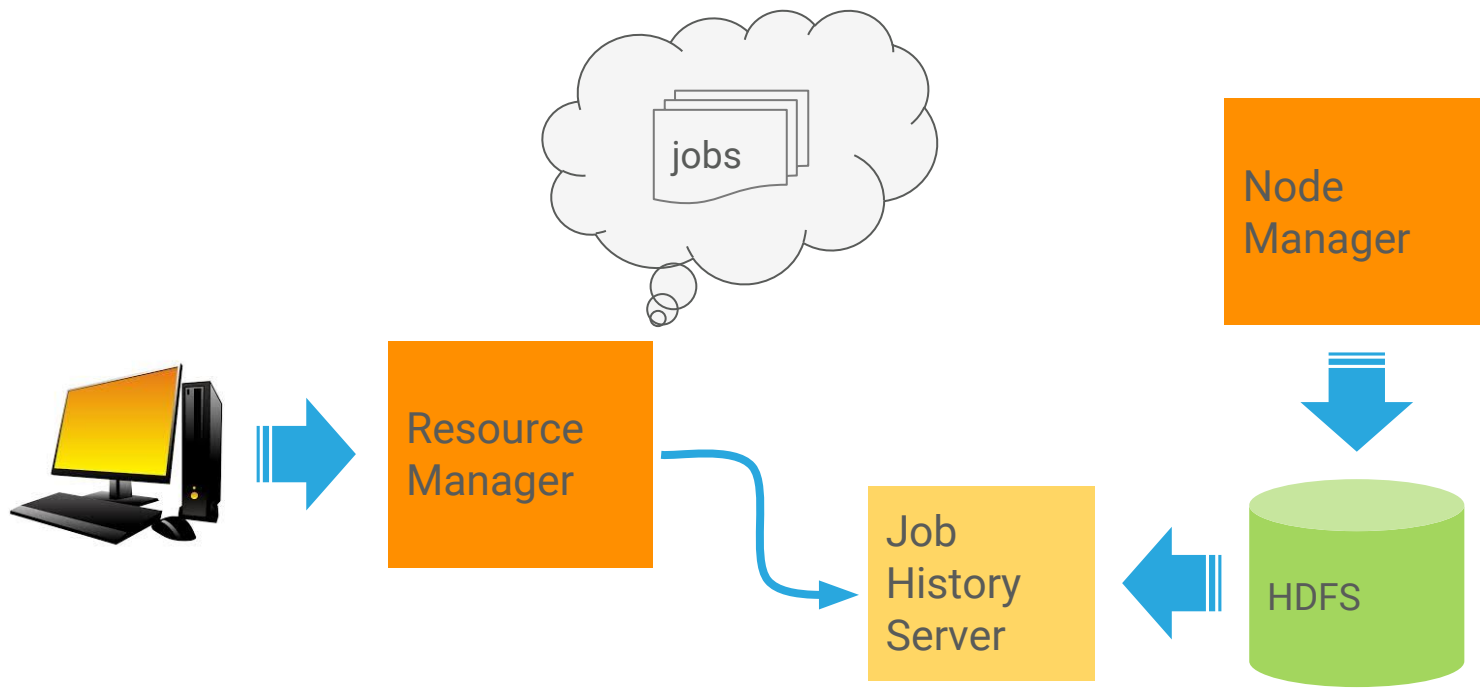 jobs
Node
Manager
Resource
Manager
Job
History
Server
HDFS